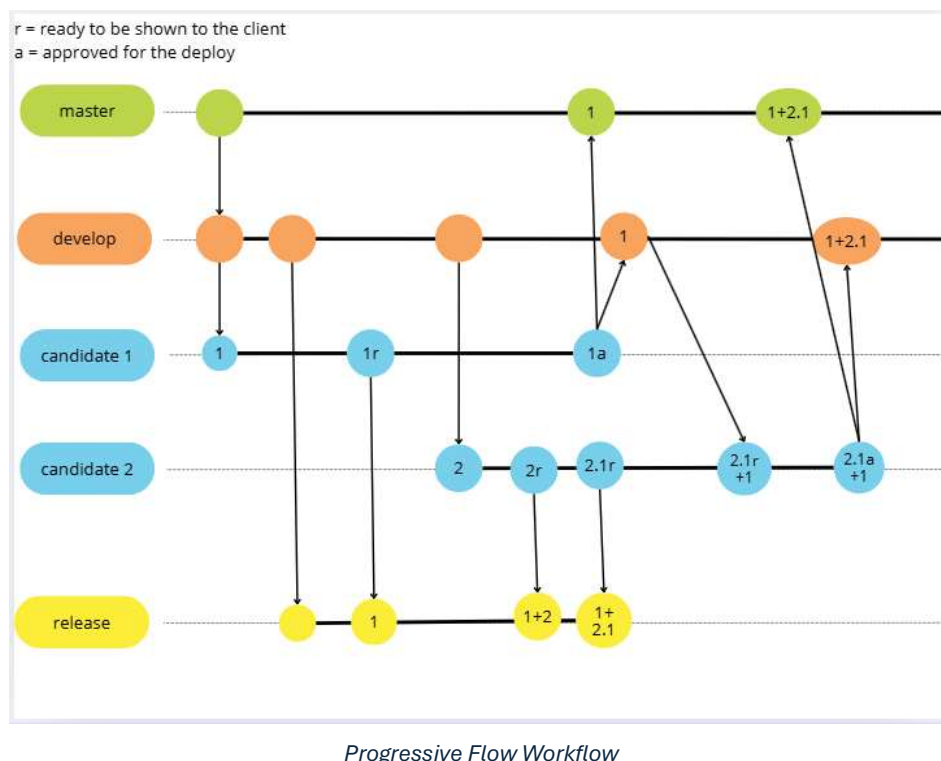 r = ready to be shown to the client
a = approved for the deploy
master
1
1+2.1
develop
1
1+2.1
candidate 1
1
1r
1a
candidate 2
2
2r
2.1r
2.1r
+1
2.1a
+1
release
1
1+2
1+
2.1
Progressive Flow Workflow